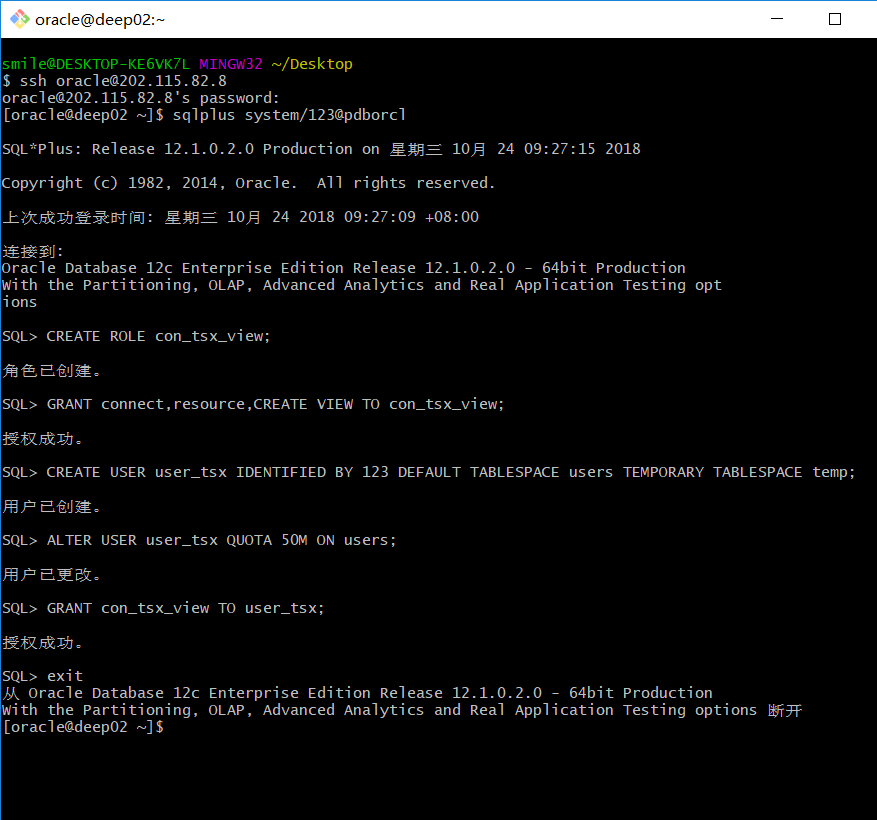 oracle@deep02:~
smile@DESKTOP-KE6VK7L MINGW32 ~/Desktop
$ ssh oracle@202.115.82.8
oracle@202.115.82.8's password:
[oracle@deep02 ~]$ sqlplus system/123@pdborcl
SQL*Plus: Release 12.1.0.2.0 Production on 星期三 10月 24 09:27:15 2018
Copyright (c) 1982, 2014, Oracle.  All rights reserved.
上次成功登录时间: 星期三 10月 24 2018 09:27:09 +08:00
连接到:
Oracle Database 12c Enterprise Edition Release 12.1.0.2.0 - 64bit Production
With the Partitioning, OLAP, Advanced Analytics and Real Application Testing opt
ions
SQL> CREATE ROLE con_tsx_view;
角色已创建。
SQL> GRANT connect,resource,CREATE VIEW TO con_tsx_view;
授权成功。
SQL> CREATE USER user_tsx IDENTIFIED BY 123 DEFAULT TABLESPACE users TEMPORARY TABLESPACE temp;
用户已创建。
SQL> ALTER USER user_tsx QUOTA 50M ON users;
用户已更改。
SQL> GRANT con_tsx_view TO user_tsx;
授权成功。
SQL> exit
从 Oracle Database 12c Enterprise Edition Release 12.1.0.2.0 - 64bit Production
With the Partitioning, OLAP, Advanced Analytics and Real Application Testing options 断开
[oracle@deep02 ~]$